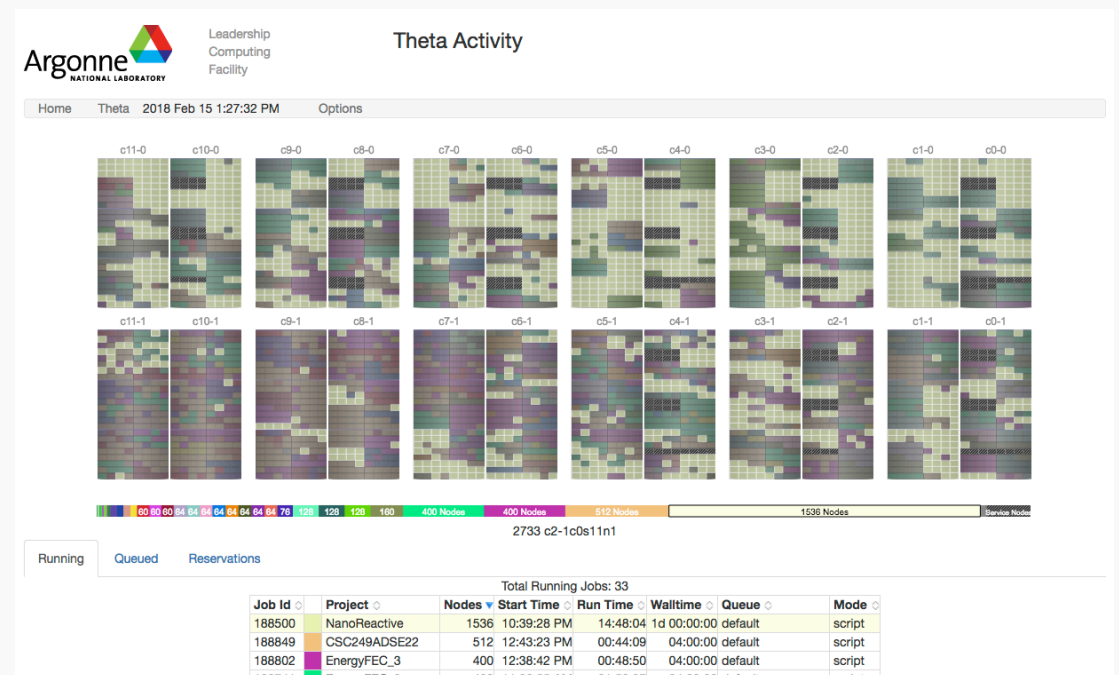 Argonne
NATIONAL LABORATORY
Leadership
Computing
Facility
Theta Activity
Home Theta 2018 Feb 15 1:27:32 PM Options
c11-0 c10-0 c9-0 c8-0 c7-0 c6-0 c5-0 c4-0 c3-0 c2-0 c1-0 c0-0
c11-1 c10-1 c9-1 c8-1 c7-1 c6-1 c5-1 c4-1 c3-1 c2-1 c1-1 c0-1
60 60 60 64 64 64 64 64 64 64 64 64 76 128 128 128 160 400 Nodes 400 Nodes 512 Nodes 1536 Nodes Service Nodes
2733 c2-1c0s11n1
Running Queued Reservations
Total Running Jobs: 33
Job Id Project Nodes Start Time Run Time Walltime Queue Mode
188500 NanoReactive 1536 10:39:28 PM 14:48:04 1d 00:00:00 default script
188849 CSC249ADSE22 512 12:43:23 PM 00:44:09 04:00:00 default script
188802 EnergyFEC_3 400 12:38:42 PM 00:48:50 04:00:00 default script